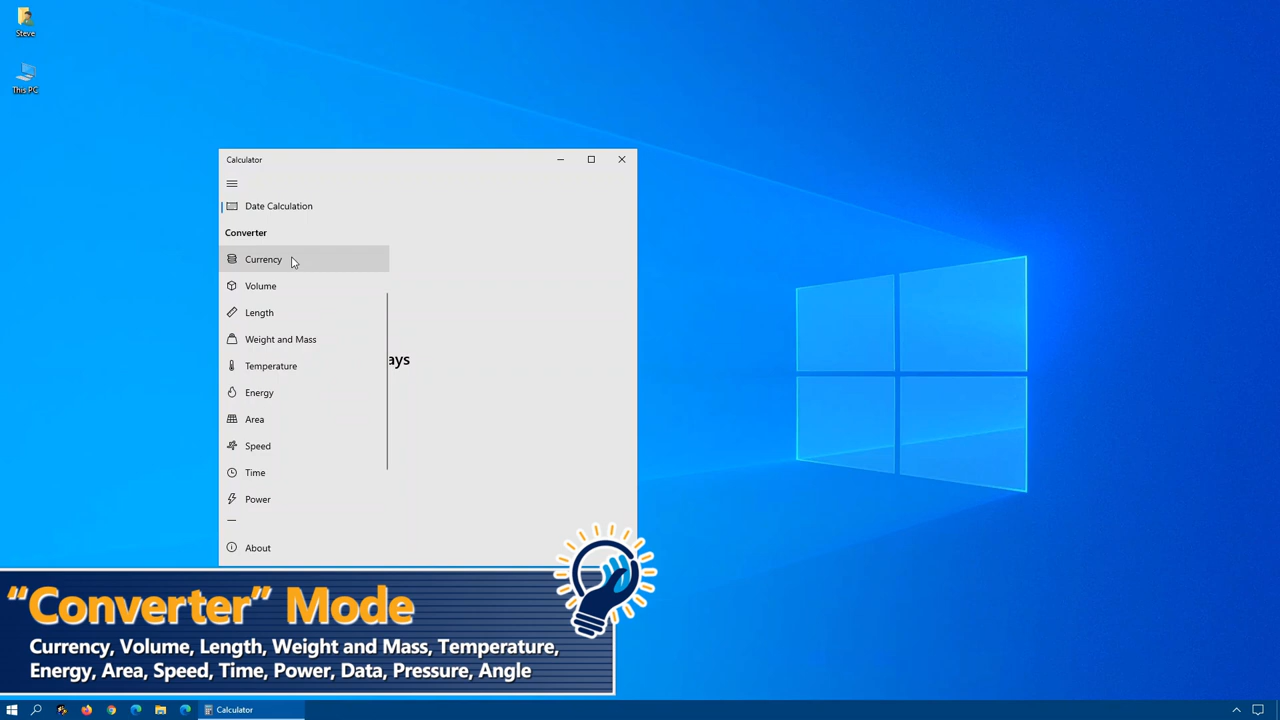 Steve
This PC
Calculator
Date Calculation
Converter
Currency
Volume
Length
Weight and Mass
Temperature
ays
Energy
Area
Speed
Time
Power
About
“Converter” Mode
Currency, Volume, Length, Weight and Mass, Temperature,
Energy, Area, Speed, Time, Power, Data, Pressure, Angle
Calculator